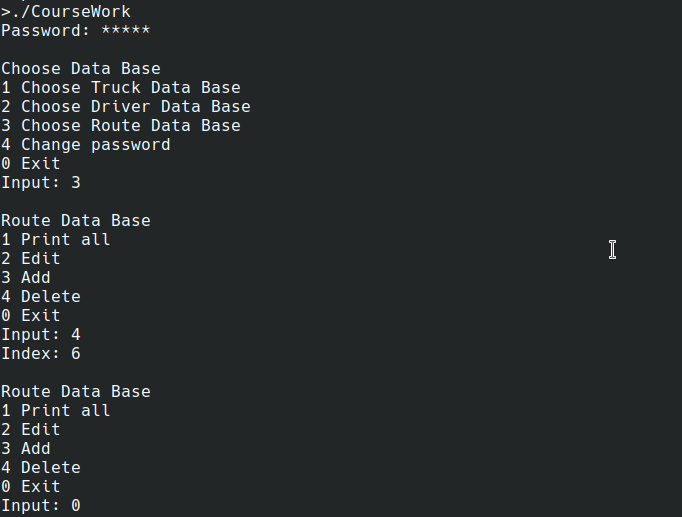 >./CourseWork
Password: *****
Choose Data Base
1 Choose Truck Data Base
2 Choose Driver Data Base
3 Choose Route Data Base
4 Change password
0 Exit
Input: 3
Route Data Base
1 Print all
2 Edit
3 Add
4 Delete
0 Exit
Input: 4
Index: 6
Route Data Base
1 Print all
2 Edit
3 Add
4 Delete
0 Exit
Input: 0